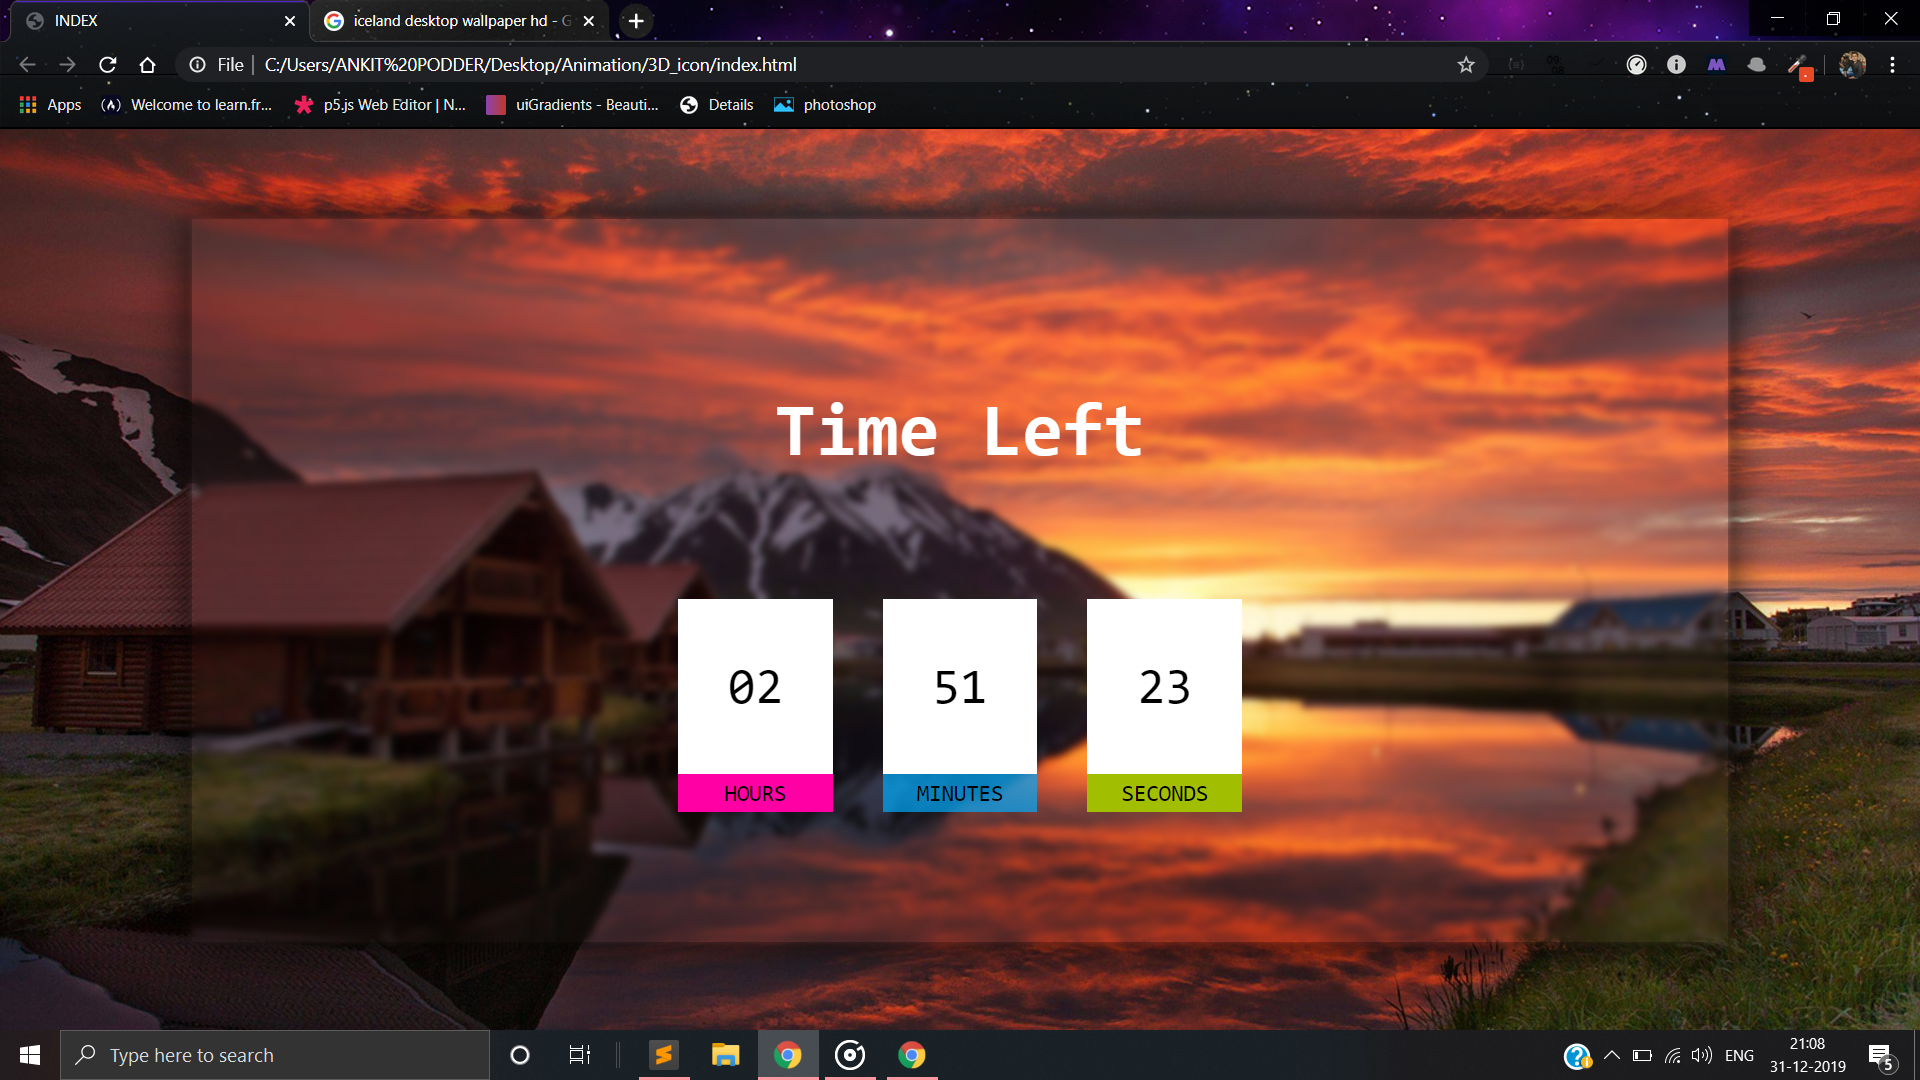 INDEX
iceland desktop wallpaper hd - G
File | C:/Users/ANKIT%20PODDER/Desktop/Animation/3D_icon/index.html
Apps
Welcome to learn.fr...
p5.js Web Editor | N...
uiGradients - Beauti...
Details
photoshop
Time Left
02 51 23
HOURS MINUTES SECONDS
Type here to search
ENG
21:08
31-12-2019
5